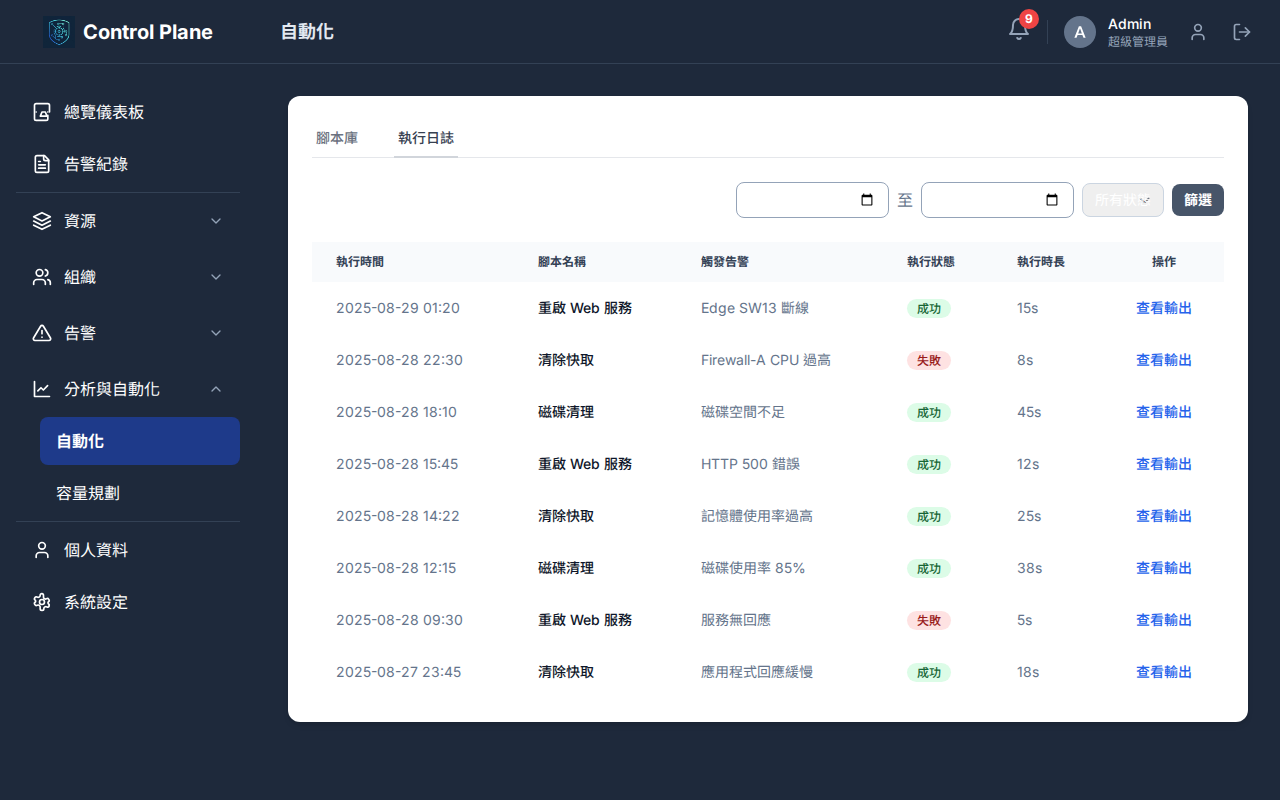 Control Plane
自動化
9
A
Admin
超級管理員
總覽儀表板
告警紀錄
資源
組織
告警
分析與自動化
自動化
容量規劃
個人資料
系統設定
腳本庫
執行日誌
至
所有狀態
篩選
執行時間 腳本名稱 觸發告警 執行狀態 執行時長 操作
2025-08-29 01:20 重啟 Web 服務 Edge SW13 斷線 成功 15s 查看輸出
2025-08-28 22:30 清除快取 Firewall-A CPU 過高 失敗 8s 查看輸出
2025-08-28 18:10 磁碟清理 磁碟空間不足 成功 45s 查看輸出
2025-08-28 15:45 重啟 Web 服務 HTTP 500 錯誤 成功 12s 查看輸出
2025-08-28 14:22 清除快取 記憶體使用率過高 成功 25s 查看輸出
2025-08-28 12:15 磁碟清理 磁碟使用率 85% 成功 38s 查看輸出
2025-08-28 09:30 重啟 Web 服務 服務無回應 失敗 5s 查看輸出
2025-08-27 23:45 清除快取 應用程式回應緩慢 成功 18s 查看輸出